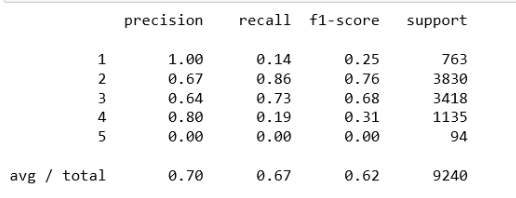 precision recall f1-score support
1 1.00 0.14 0.25 763
2 0.67 0.86 0.76 3830
3 0.64 0.73 0.68 3418
4 0.80 0.19 0.31 1135
5 0.00 0.00 0.00 94
avg / total 0.70 0.67 0.62 9240